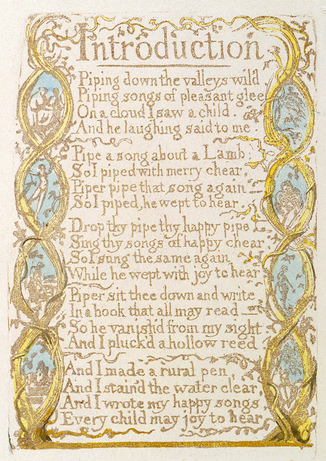 Introduction
Piping down the valleys wild
Piping songs of pleasant glee
On a cloud I saw a child.
And he laughing said to me.
Pipe a song about a Lamb;
So I piped with merry chear,
Piper pipe that song again—
So I piped, he wept to hear.
Drop thy pipe thy happy pipe
Sing thy songs of happy chear
So I sung the same again
While he wept with joy to hear
Piper sit thee down and write
In a book that all may read—
So he vanish'd from my sight
And I pluck'd a hollow reed.
And I made a rural pen,
And I stain'd the water clear,
And I wrote my happy songs
Every child may joy to hear